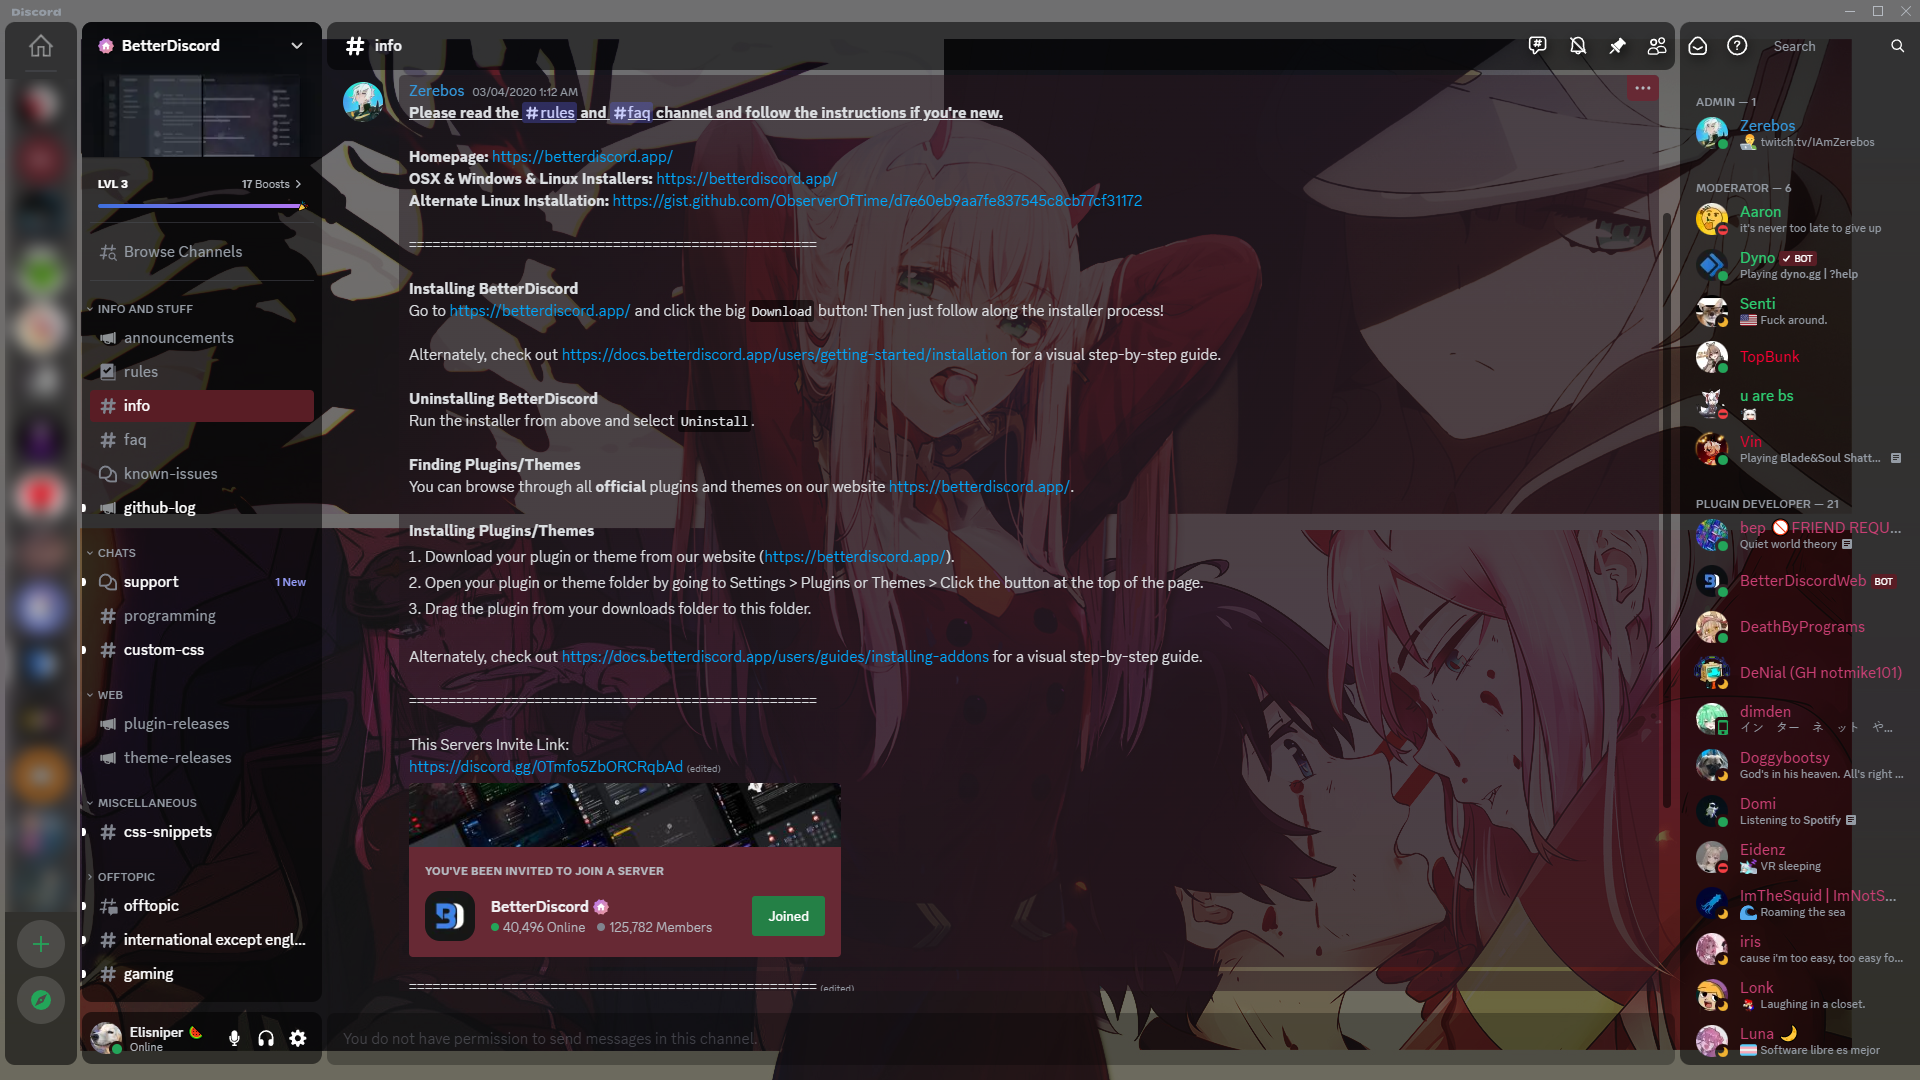 Discord
BetterDiscord
LVL 3
17 Boosts
Browse Channels
INFO AND STUFF
announcements
rules
info
faq
known-issues
github-log
CHATS
support
1 New
programming
custom-css
WEB
plugin-releases
theme-releases
MISCELLANEOUS
css-snippets
OFFTOPIC
offtopic
international except engl...
gaming
Elisniper
Online
info
Zerebos 03/04/2020 1:12 AM
Please read the #rules and #faq channel and follow the instructions if you're new.
Homepage: https://betterdiscord.app/
OSX & Windows & Linux Installers: https://betterdiscord.app/
Alternate Linux Installation: https://gist.github.com/ObserverOfTime/d7e60eb9aa7fe837545c8cb77cf31172
====================================================
Installing BetterDiscord
Go to https://betterdiscord.app/ and click the big Download button! Then just follow along the installer process!
Alternately, check out https://docs.betterdiscord.app/users/getting-started/installation for a visual step-by-step guide.
Uninstalling BetterDiscord
Run the installer from above and select Uninstall.
Finding Plugins/Themes
You can browse through all official plugins and themes on our website https://betterdiscord.app/.
Installing Plugins/Themes
1. Download your plugin or theme from our website (https://betterdiscord.app/).
2. Open your plugin or theme folder by going to Settings > Plugins or Themes > Click the button at the top of the page.
3. Drag the plugin from your downloads folder to this folder.
Alternately, check out https://docs.betterdiscord.app/users/guides/installing-addons for a visual step-by-step guide.
====================================================
This Servers Invite Link:
https://discord.gg/0Tmfo5ZbORCRqbAd (edited)
YOU'VE BEEN INVITED TO JOIN A SERVER
BetterDiscord
40,496 Online 125,782 Members
Joined
==================================================== (edited)
You do not have permission to send messages in this channel.
Search
ADMIN — 1
Zerebos
twitch.tv/IAmZerebos
MODERATOR — 6
Aaron
it's never too late to give up
Dyno BOT
Playing dyno.gg | ?help
Senti
Fuck around.
TopBunk
u are bs
Vin
Playing Blade&Soul Shatt...
PLUGIN DEVELOPER — 21
bep FRIEND REQU...
Quiet world theory
BetterDiscordWeb BOT
DeathByPrograms
DeNial (GH notmike101)
dimden
イン ター ネ ット や...
Doggybootsy
God's in his heaven. All's right ...
Domi
Listening to Spotify
Eidenz
VR sleeping
ImTheSquid | ImNotS...
Roaming the sea
iris
cause i'm too easy, too easy fo...
Lonk
Laughing in a closet.
Luna
Software libre es mejor